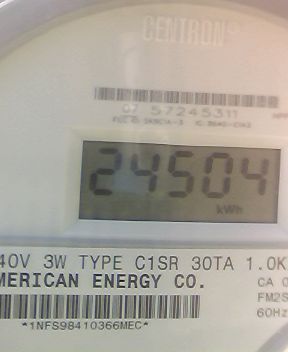 CENTRON®
07 57245311
24504
kWh
40V 3W TYPE C1SR 30TA 1.0K
MERICAN ENERGY CO.
CA 0
FM2S
60Hz
*1NFS98410366MEC*